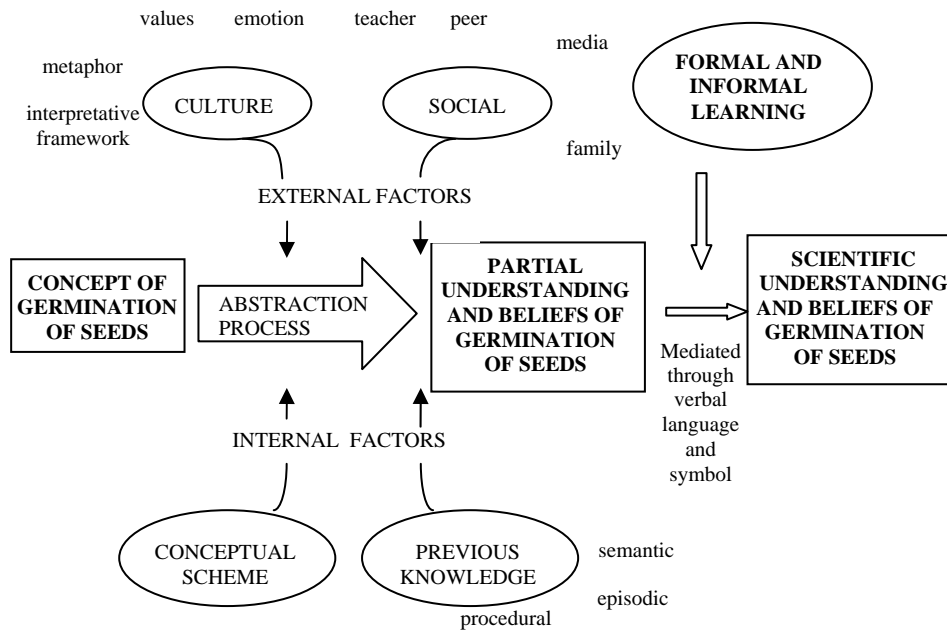 values emotion teacher peer
media
metaphor
interpretative
framework
CULTURE
SOCIAL
FORMAL AND
INFORMAL
LEARNING
family
EXTERNAL FACTORS
CONCEPT OF
GERMINATION
OF SEEDS
ABSTRACTION
PROCESS
PARTIAL
UNDERSTANDING
AND BELIEFS OF
GERMINATION
OF SEEDS
SCIENTIFIC
UNDERSTANDING
AND BELIEFS OF
GERMINATION
OF SEEDS
Mediated
through
verbal
language
and
symbol
INTERNAL FACTORS
CONCEPTUAL
SCHEME
PREVIOUS
KNOWLEDGE
semantic
episodic
procedural